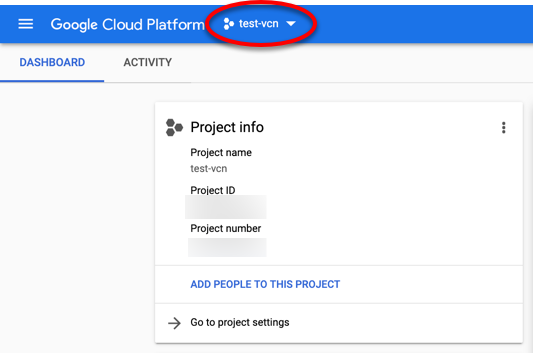 Google Cloud Platform
test-vcn
DASHBOARD
ACTIVITY
Project info
Project name
test-vcn
Project ID
Project number
ADD PEOPLE TO THIS PROJECT
Go to project settings